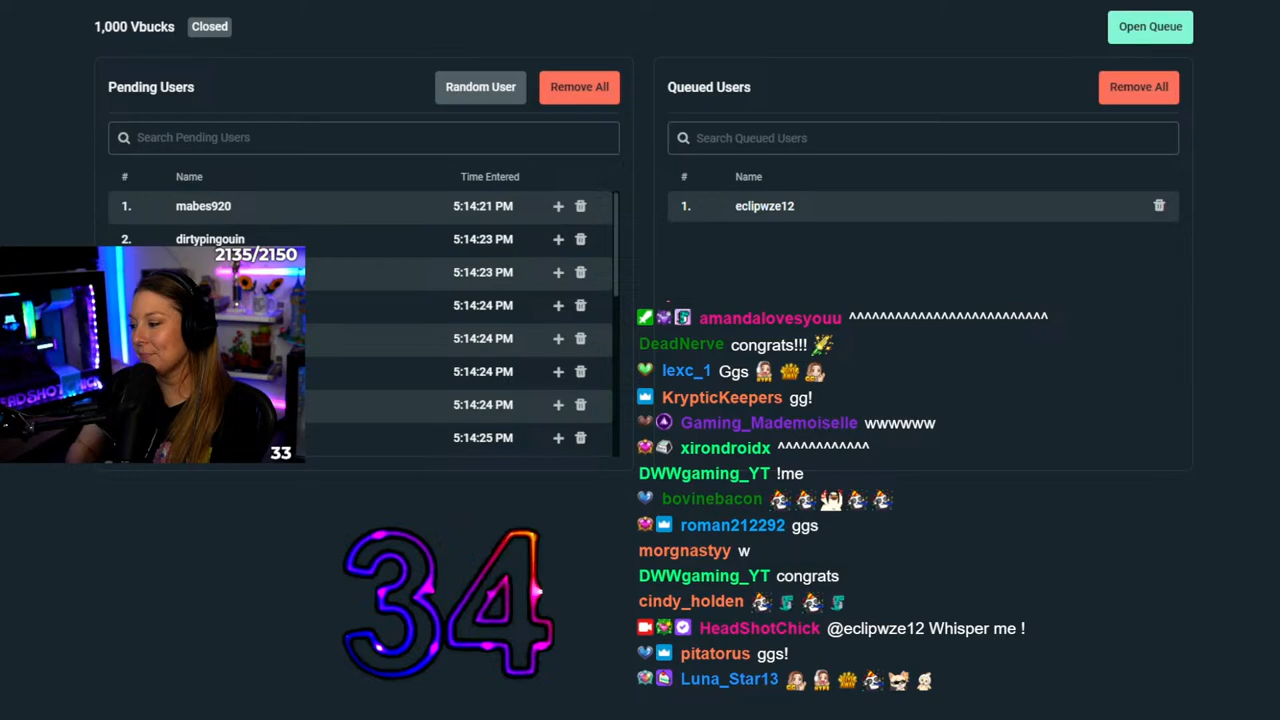 1,000 Vbucks Closed Open Queue
Pending Users Random User Remove All
Search Pending Users
# Name Time Entered
1. mabes920 5:14:21 PM
2. dirtypingouin 5:14:23 PM
5:14:23 PM
5:14:24 PM
5:14:24 PM
5:14:24 PM
5:14:24 PM
5:14:25 PM
Queued Users Remove All
Search Queued Users
# Name
1. eclipwze12
2135/2150
33
34
amandalovesyouu ^^^^^^^^^^^^^^^^^^^^^^^^^^
DeadNerve congrats!!!
lexc_1 Ggs
KrypticKeepers gg!
Gaming_Mademoiselle wwwwww
xirondroidx ^^^^^^^^^^^^
DWWgaming_YT !me
bovinebacon
roman212292 ggs
morgnastyy w
DWWgaming_YT congrats
cindy_holden
HeadShotChick @eclipwze12 Whisper me !
pitatorus ggs!
Luna_Star13